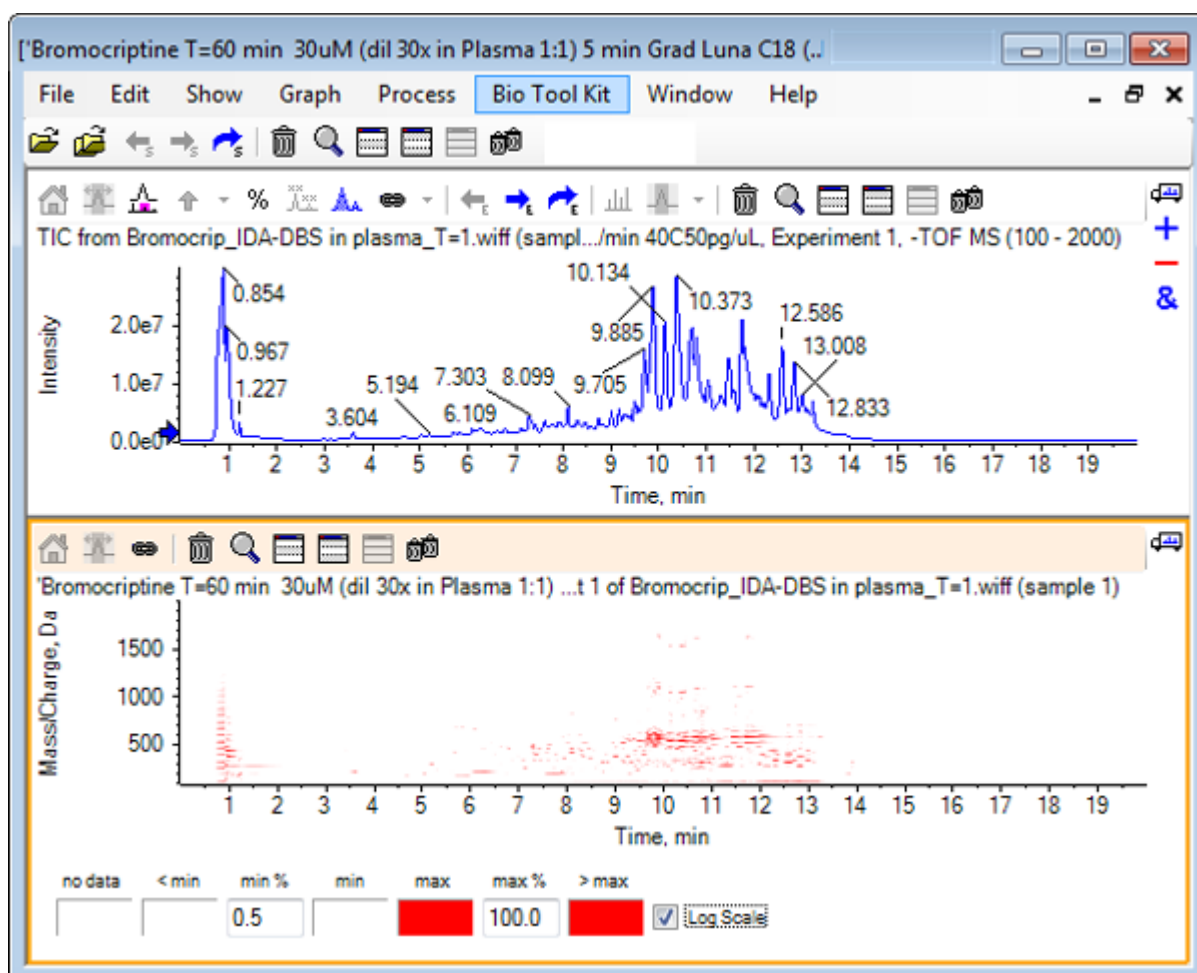 ['Bromocriptine T=60 min 30uM (dil 30x in Plasma 1:1) 5 min Grad Luna C18 (..
File Edit Show Graph Process Bio Tool Kit Window Help
S S S
% E E E
TIC from Bromocrip_IDA-DBS in plasma_T=1.wiff (sampl.../min 40C50pg/uL, Experiment 1, -TOF MS (100 - 2000)
&
Intensity
2.0e7
1.0e7
0.0e0
0.854
0.967
1.227
3.604
5.194
6.109
7.303
8.099
9.705
9.885
10.134
10.373
12.586
13.008
12.833
1 2 3 4 5 6 7 8 9 10 11 12 13 14 15 16 17 18 19
Time, min
'Bromocriptine T=60 min 30uM (dil 30x in Plasma 1:1) ...t 1 of Bromocrip_IDA-DBS in plasma_T=1.wiff (sample 1)
Mass/Charge, Da
1500
1000
500
1 2 3 4 5 6 7 8 9 10 11 12 13 14 15 16 17 18 19
Time, min
no data < min min % min max max % > max
0.5 100.0 Log Scale